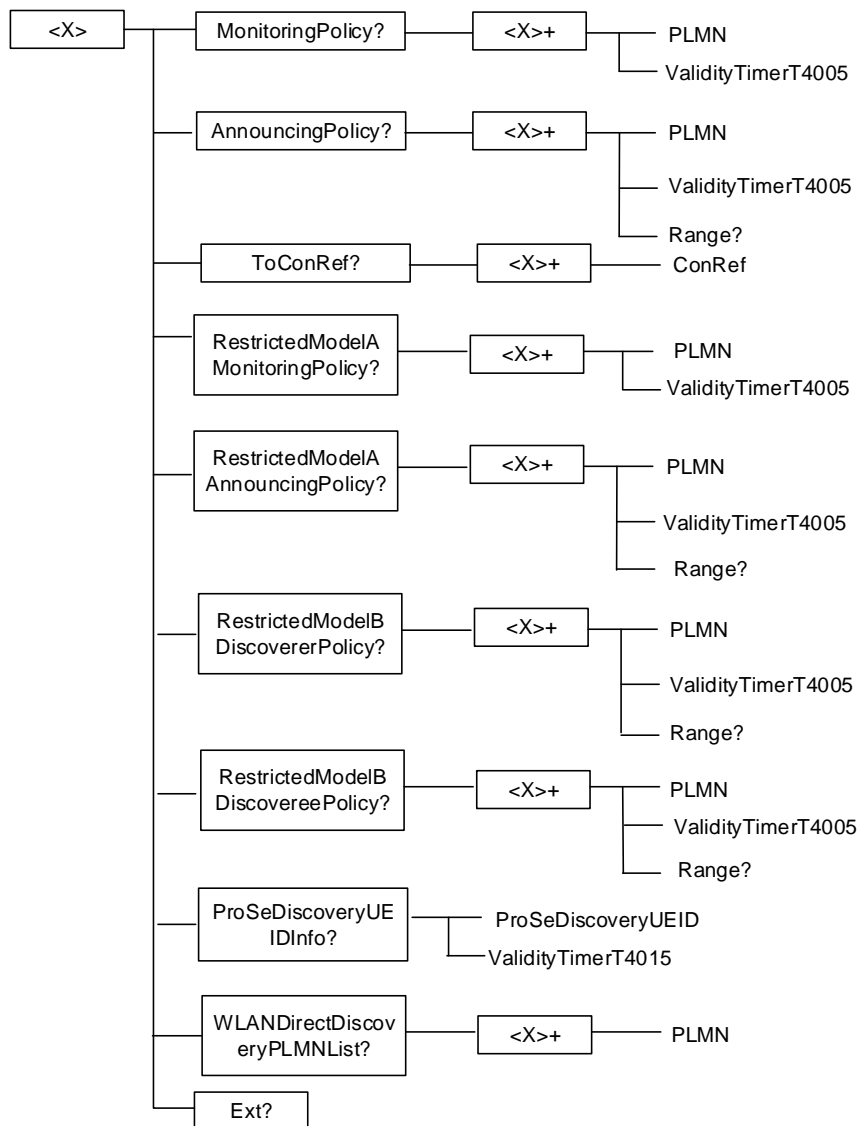 <X>
MonitoringPolicy?
<X>+
PLMN
ValidityTimerT4005
AnnouncingPolicy?
<X>+
PLMN
ValidityTimerT4005
Range?
ToConRef?
<X>+
ConRef
RestrictedModelA
MonitoringPolicy?
<X>+
PLMN
ValidityTimerT4005
RestrictedModelA
AnnouncingPolicy?
<X>+
PLMN
ValidityTimerT4005
Range?
RestrictedModelB
DiscovererPolicy?
<X>+
PLMN
ValidityTimerT4005
Range?
RestrictedModelB
DiscovereePolicy?
<X>+
PLMN
ValidityTimerT4005
Range?
ProSeDiscoveryUE
IDInfo?
ProSeDiscoveryUEID
ValidityTimerT4015
WLANDirectDiscov
eryPLMNList?
<X>+
PLMN
Ext?